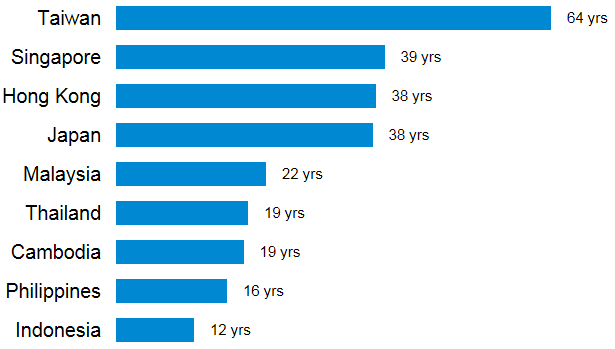 Taiwan 64 yrs
Singapore 39 yrs
Hong Kong 38 yrs
Japan 38 yrs
Malaysia 22 yrs
Thailand 19 yrs
Cambodia 19 yrs
Philippines 16 yrs
Indonesia 12 yrs